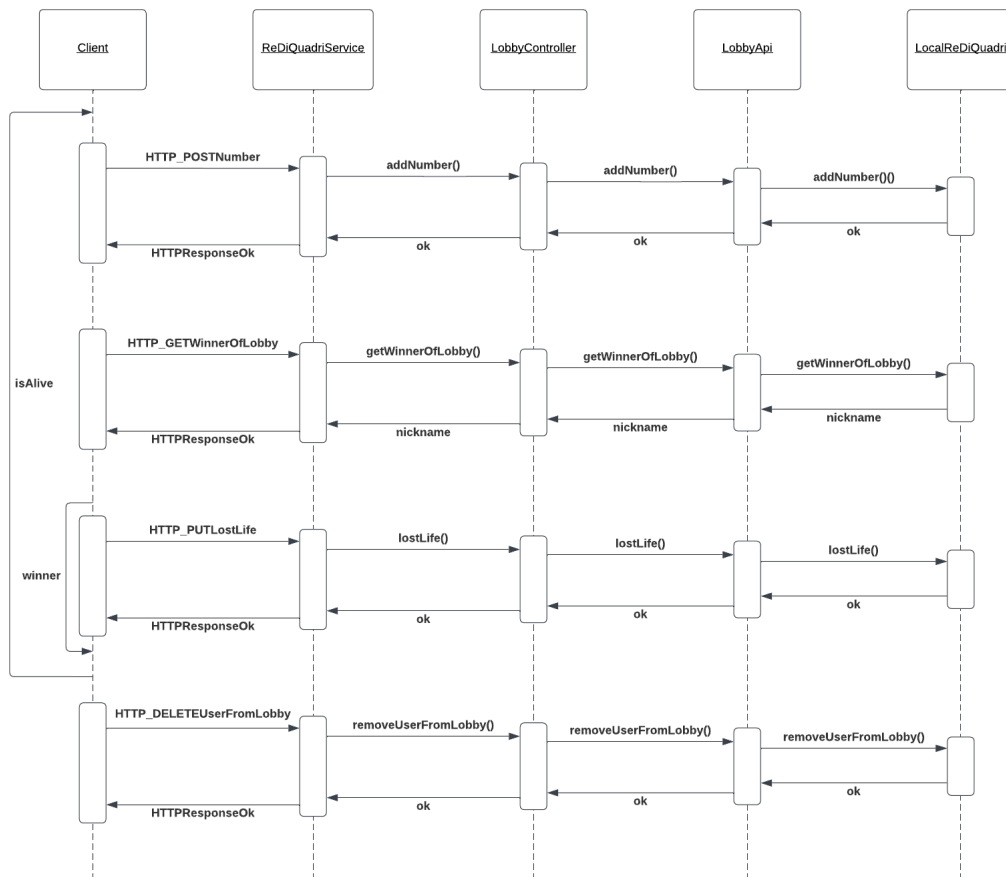 Client
ReDiQuadriService
LobbyController
LobbyApi
LocalReDiQuadri
HTTP_POSTNumber
addNumber()
addNumber()
addNumber()()
ok
ok
ok
HTTPResponseOk
HTTP_GETWinnerOfLobby
getWinnerOfLobby()
getWinnerOfLobby()
getWinnerOfLobby()
isAlive
nickname
nickname
nickname
HTTPResponseOk
HTTP_PUTLostLife
lostLife()
lostLife()
lostLife()
winner
ok
ok
ok
HTTPResponseOk
HTTP_DELETEUserFromLobby
removeUserFromLobby()
removeUserFromLobby()
removeUserFromLobby()
ok
ok
ok
HTTPResponseOk